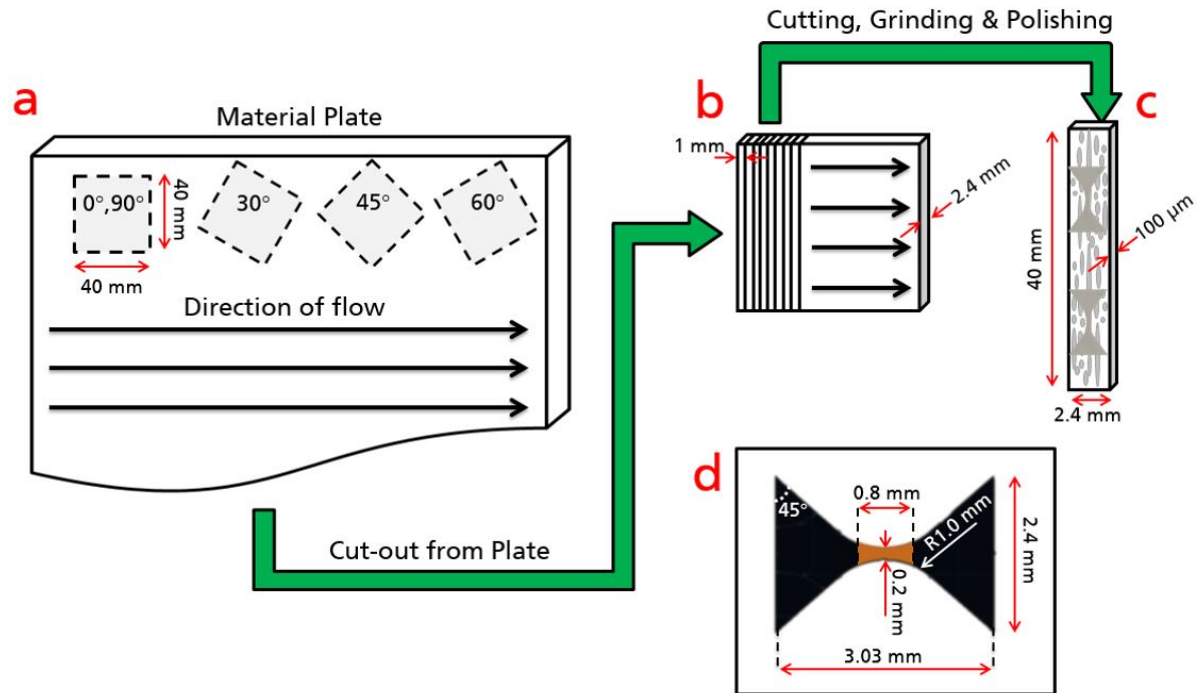 Cutting, Grinding & Polishing
a
Material Plate
0°,90°
30°
45°
60°
40 mm
40 mm
Direction of flow
Cut-out from Plate
b
1 mm
2.4 mm
c
40 mm
100 µm
2.4 mm
d
45°
0.8 mm
R1.0 mm
0.2 mm
2.4 mm
3.03 mm